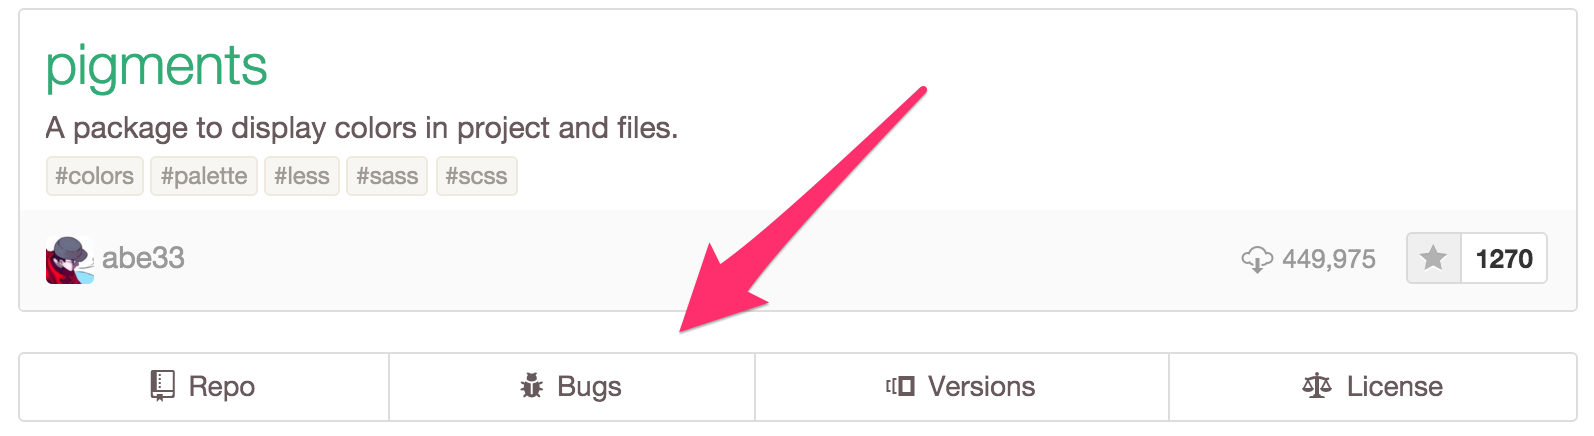 pigments
A package to display colors in project and files.
#colors #palette #less #sass #scss
abe33 449,975 1270
Repo Bugs Versions License